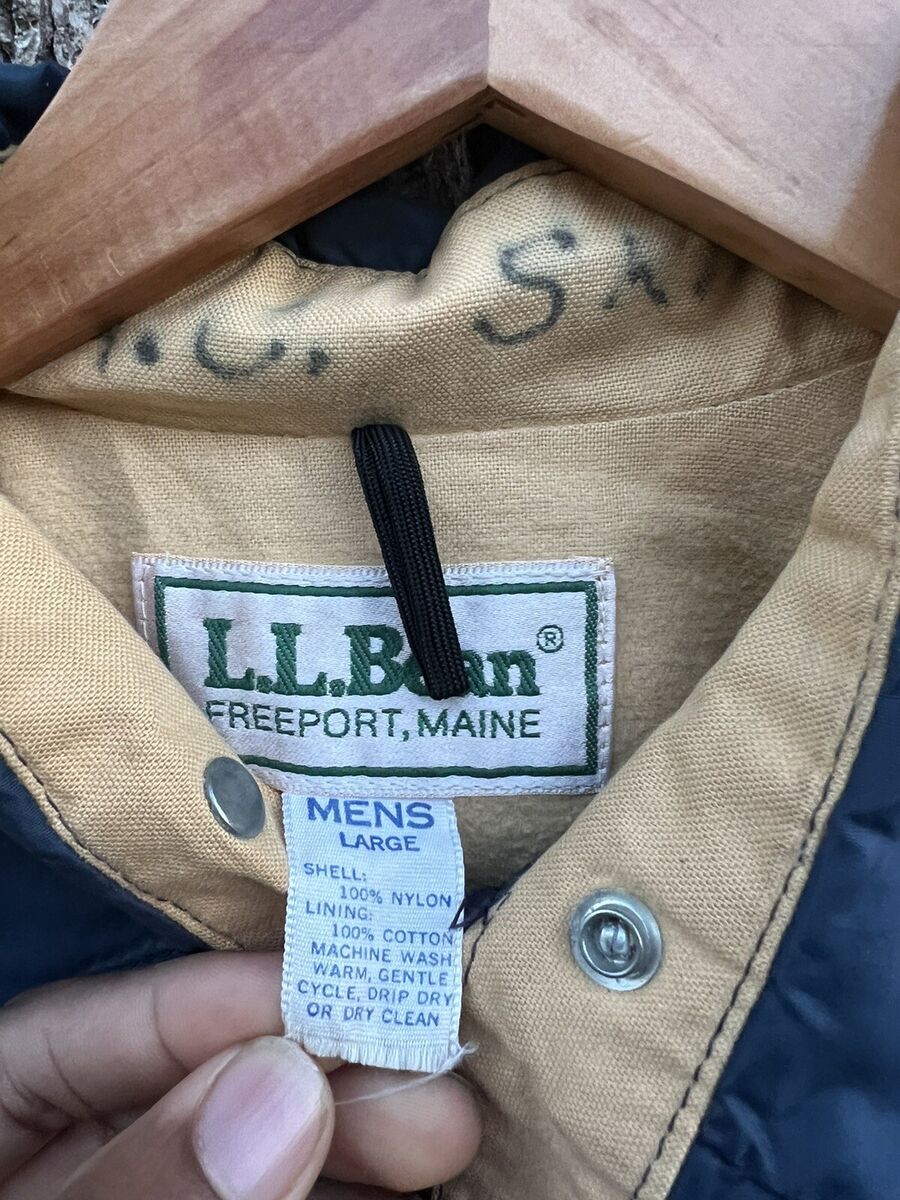 L.L.Bean®
FREEPORT, MAINE
MENS
LARGE
SHELL:
100% NYLON
LINING:
100% COTTON
MACHINE WASH
WARM, GENTLE
CYCLE, DRIP DRY
OR DRY CLEAN